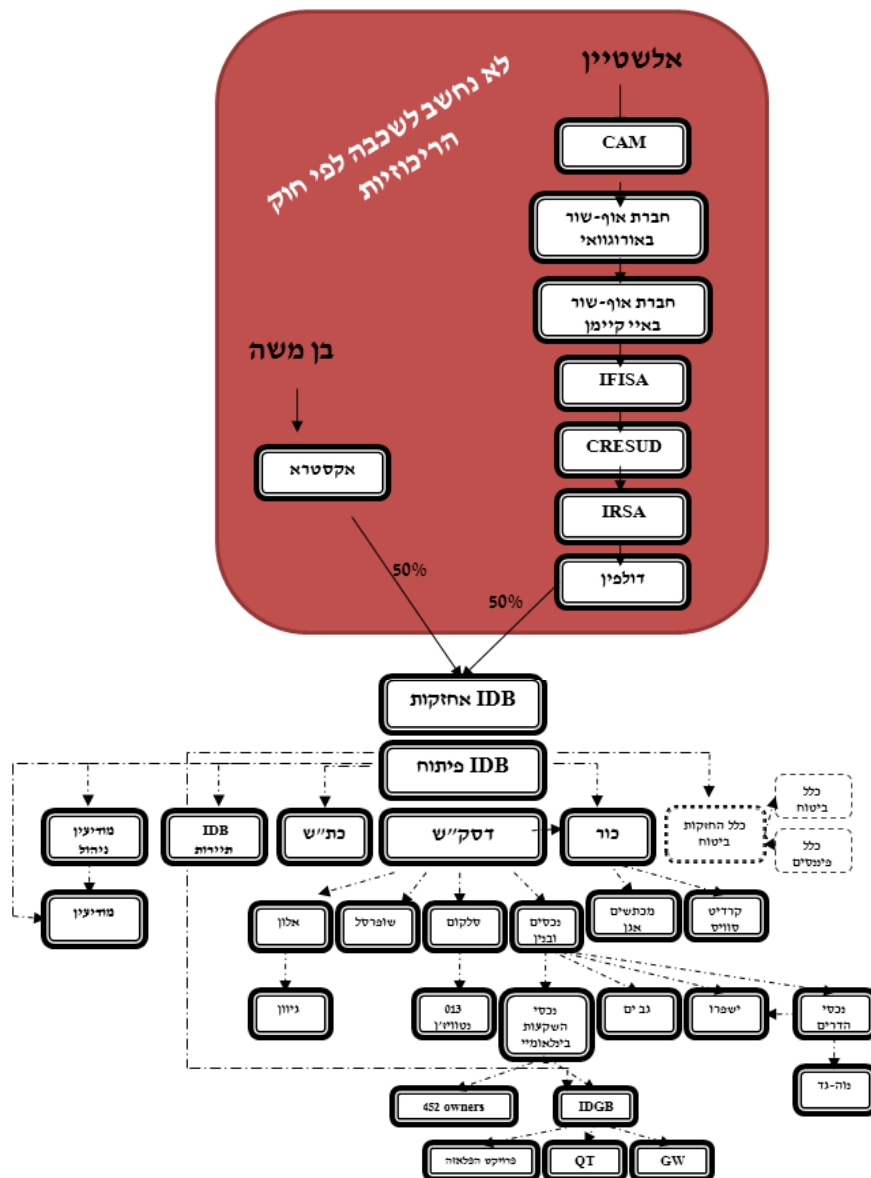 אלשטיין
לא נחשב לשכבה לפי חוק
הריכוזיות
CAM
חברת אוף-שור
באורוגוואי
חברת אוף-שור
באיי קיימן
בן משה
IFISA
CRESUD
אקסטרא
IRSA
דולפין
50%
50%
IDB אחזקות
IDB פיתוח
כלל
ביטוח
מודיעין
ניהול
IDB
תיירות
כת״ש
דסק״ש
כור
כלל החזקות
ביטוח
כלל
פיננסים
מודיעין
אלון
שופרסל
סלקום
נכסים
ובנין
מכתשים
אגן
קרדיט
סוויס
גיוון
013
נטוויז'ן
נכסי
השקעות
בינלאומיי
גב ים
ישפרו
נכסי
הדרים
נוה-גד
452 owners
IDGB
פרויקט הפלאזה
QT
GW